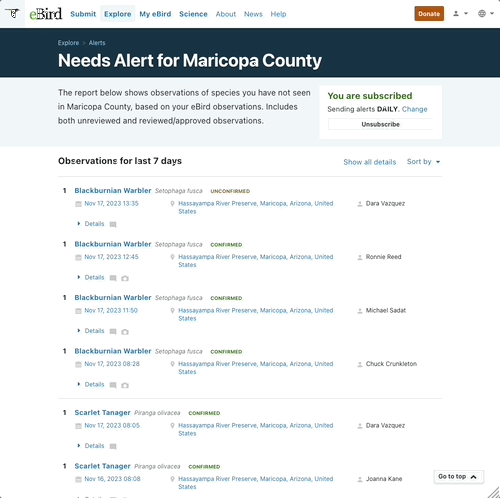 eBird Submit Explore My eBird Science About News Help Donate
Explore > Alerts
Needs Alert for Maricopa County
The report below shows observations of species you have not seen
in Maricopa County, based on your eBird observations. Includes
both unreviewed and reviewed/approved observations.
You are subscribed
Sending alerts DAILY. Change
Unsubscribe
Observations for last 7 days Show all details Sort by
1 Blackburnian Warbler Setophaga fusca UNCONFIRMED
Nov 17, 2023 13:35 Hassayampa River Preserve, Maricopa, Arizona, United Dara Vazquez
States
Details
1 Blackburnian Warbler Setophaga fusca CONFIRMED
Nov 17, 2023 12:45 Hassayampa River Preserve, Maricopa, Arizona, United Ronnie Reed
States
Details
1 Blackburnian Warbler Setophaga fusca CONFIRMED
Nov 17, 2023 11:50 Hassayampa River Preserve, Maricopa, Arizona, United Michael Sadat
States
Details
1 Blackburnian Warbler Setophaga fusca CONFIRMED
Nov 17, 2023 08:28 Hassayampa River Preserve, Maricopa, Arizona, United Chuck Crunkleton
States
Details
1 Scarlet Tanager Piranga olivacea CONFIRMED
Nov 17, 2023 08:05 Hassayampa River Preserve, Maricopa, Arizona, United Dara Vazquez
States
Details
1 Scarlet Tanager Piranga olivacea CONFIRMED
Nov 16, 2023 08:08 Hassayampa River Preserve, Maricopa, Arizona, United Joanna Kane
States
Go to top